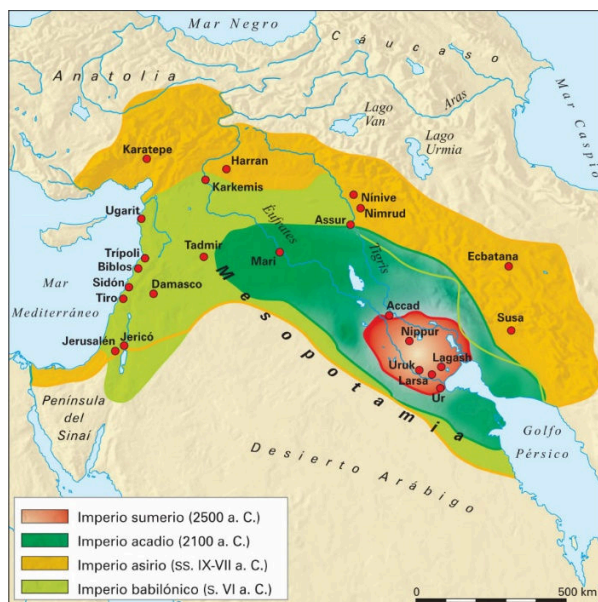 Mar Negro
Cáucaso
Mar Caspio
Anatolia
Aras
Lago
Van
Lago
Urmia
Karatepe
Harran
Karkemis
Nínive
Nimrud
Ugarit
Éufrates
Assur
Tigris
Trípoli
Biblos
Tadmir
Mari
Ecbatana
Sidón
Damasco
Mesopotamia
Mar
Mediterráneo
Tiro
Accad
Nippur
Susa
Jerusalén
Jericó
Uruk
Lagash
Larsa
Ur
Península
del
Sinaí
Golfo
Pérsico
Desierto Arábigo
Imperio sumerio (2500 a. C.)
Imperio acadio (2100 a. C.)
Imperio asirio (ss. IX-VII a. C.)
Imperio babilónico (s. VI a. C.)
0 500 km